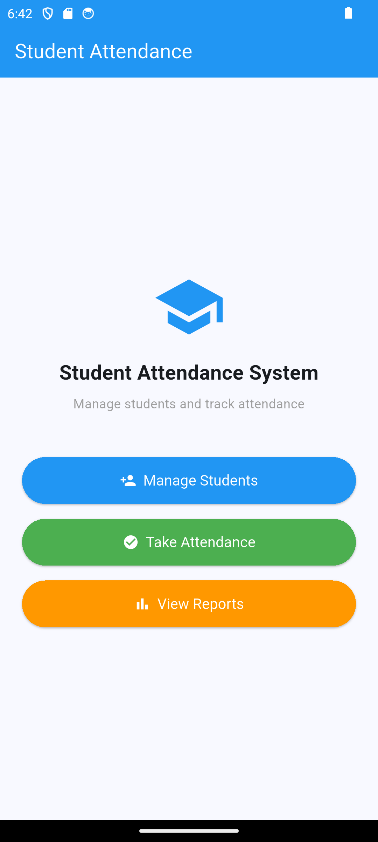 6:42
Student Attendance
Student Attendance System
Manage students and track attendance
Manage Students
Take Attendance
View Reports